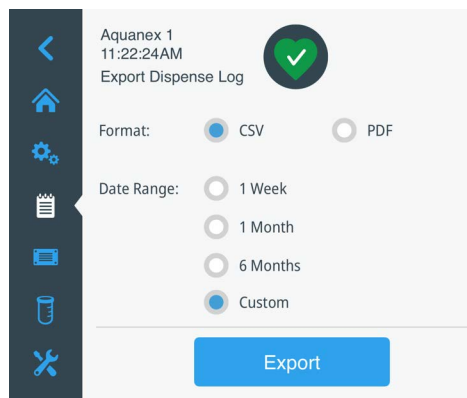 Aquanex 1
11:22:24AM
Export Dispense Log
Format: CSV PDF
Date Range: 1 Week
1 Month
6 Months
Custom
Export